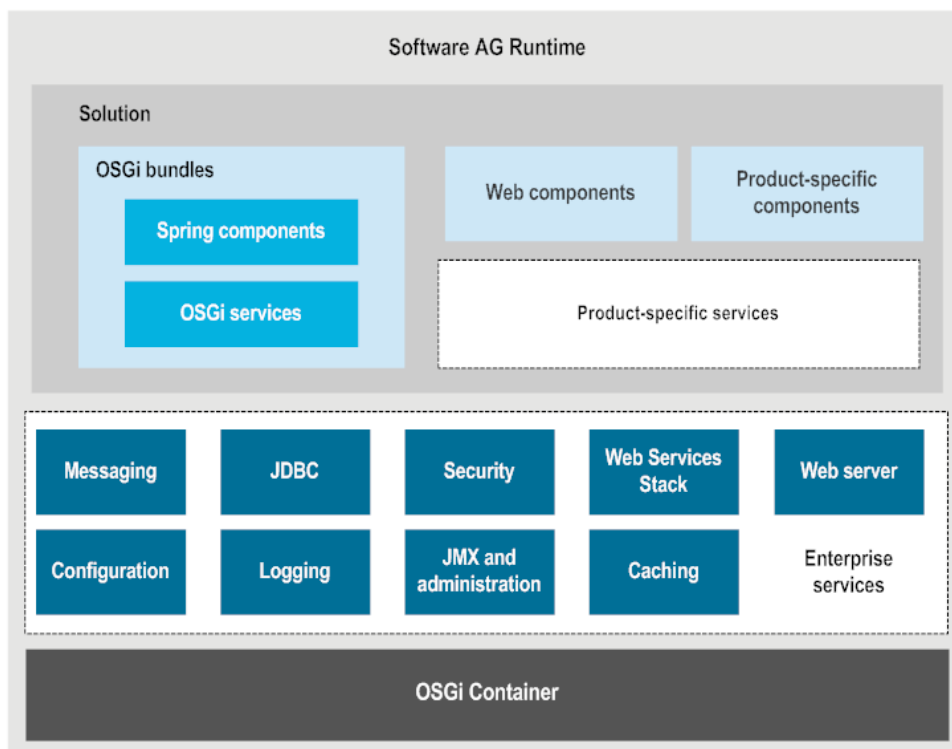 Software AG Runtime
Solution
OSGi bundles
Spring components
OSGi services
Web components
Product-specific
components
Product-specific services
Messaging
JDBC
Security
Web Services
Stack
Web server
Configuration
Logging
JMX and
administration
Caching
Enterprise
services
OSGi Container